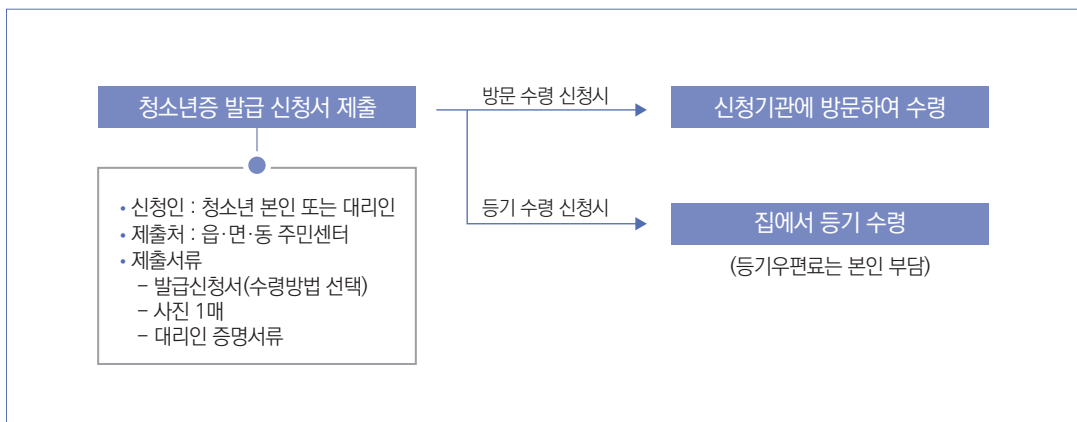 청소년증 발급 신청서 제출
방문 수령 신청시
신청기관에 방문하여 수령
• 신청인 : 청소년 본인 또는 대리인
• 제출처 : 읍·면·동 주민센터
• 제출서류
– 발급신청서(수령방법 선택)
– 사진 1매
– 대리인 증명서류
등기 수령 신청시
집에서 등기 수령
(등기우편료는 본인 부담)